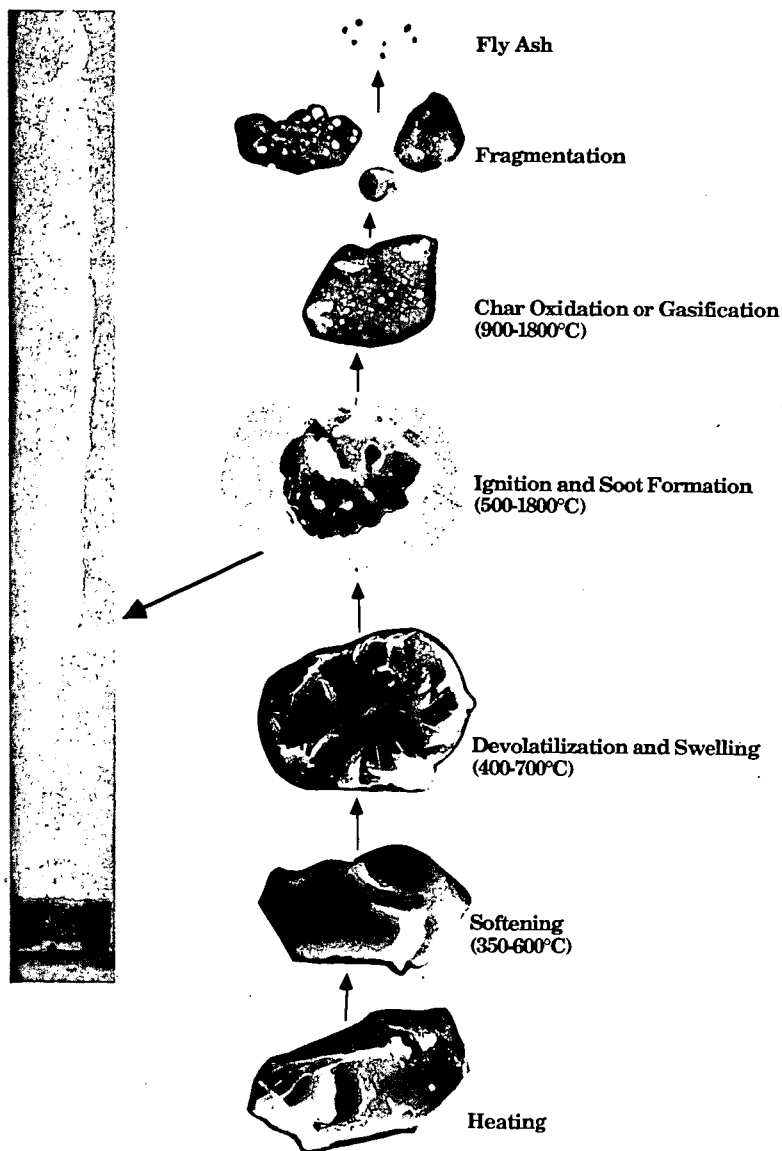 Fly Ash
Fragmentation
Char Oxidation or Gasification
(900-1800°C)
Ignition and Soot Formation
(500-1800°C)
Devolatilization and Swelling
(400-700°C)
Softening
(350-600°C)
Heating